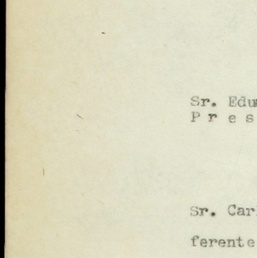 Sr. Edu
P r e s
Sr. Car
ferente